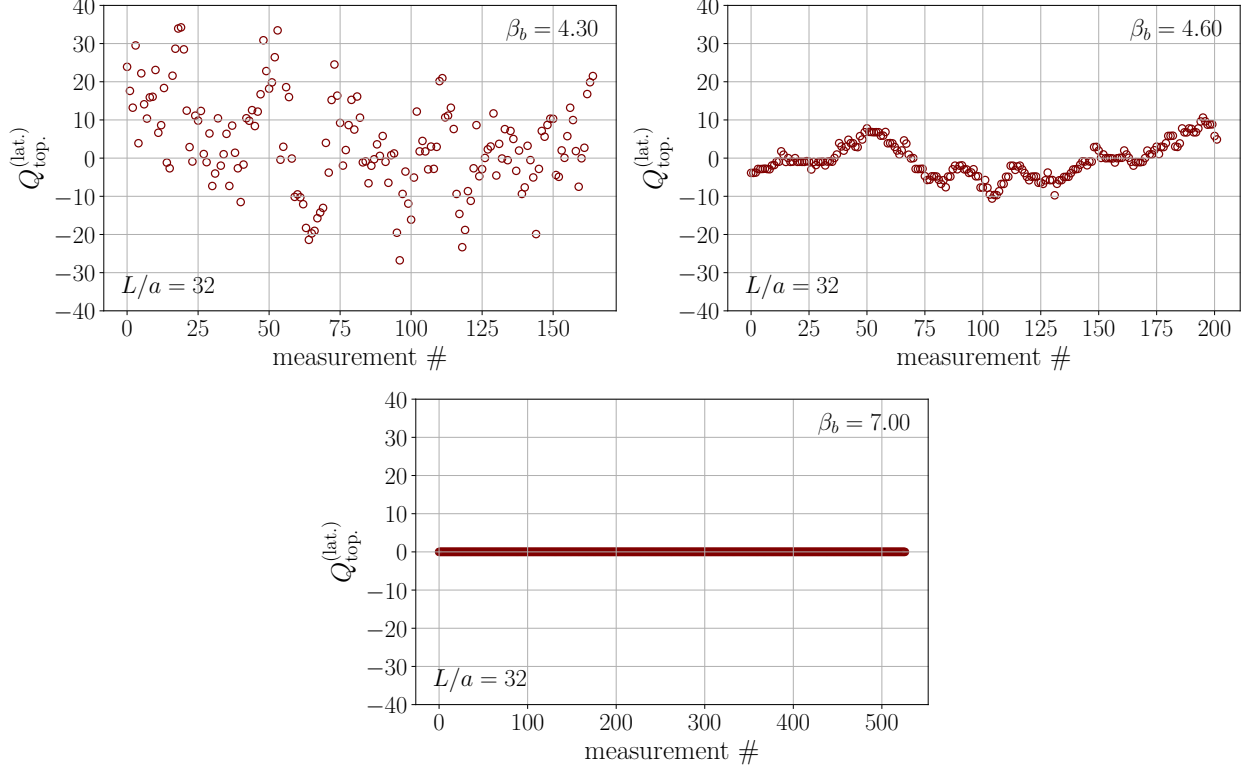 40
30
20
10
0
−10
−20
−30
−40
Q_top.^(lat.)
β_b = 4.30
L/a = 32
0 25 50 75 100 125 150
measurement #
40
30
20
10
0
−10
−20
−30
−40
Q_top.^(lat.)
β_b = 4.60
L/a = 32
0 25 50 75 100 125 150 175 200
measurement #
40
30
20
10
0
−10
−20
−30
−40
Q_top.^(lat.)
β_b = 7.00
L/a = 32
0 100 200 300 400 500
measurement #